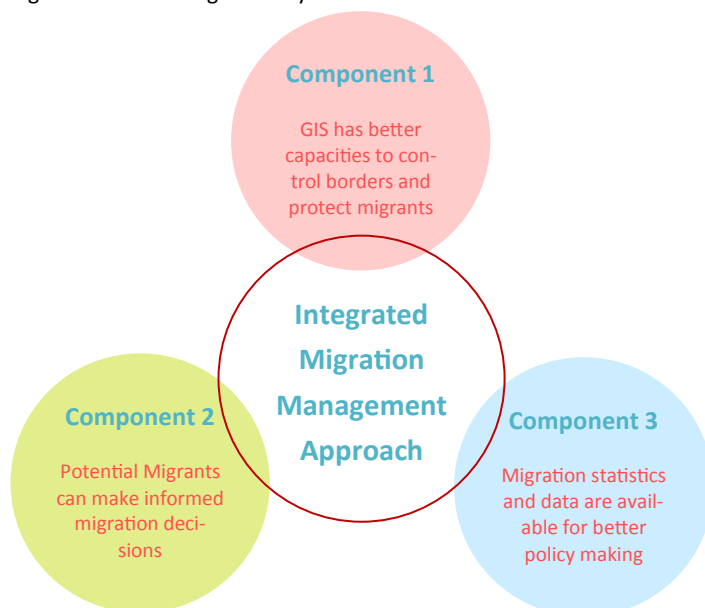 Component 1
GIS has better
capacities to con-
trol borders and
protect migrants
Integrated
Migration
Management
Approach
Component 2
Potential Migrants
can make informed
migration deci-
sions
Component 3
Migration statistics
and data are avail-
able for better
policy making